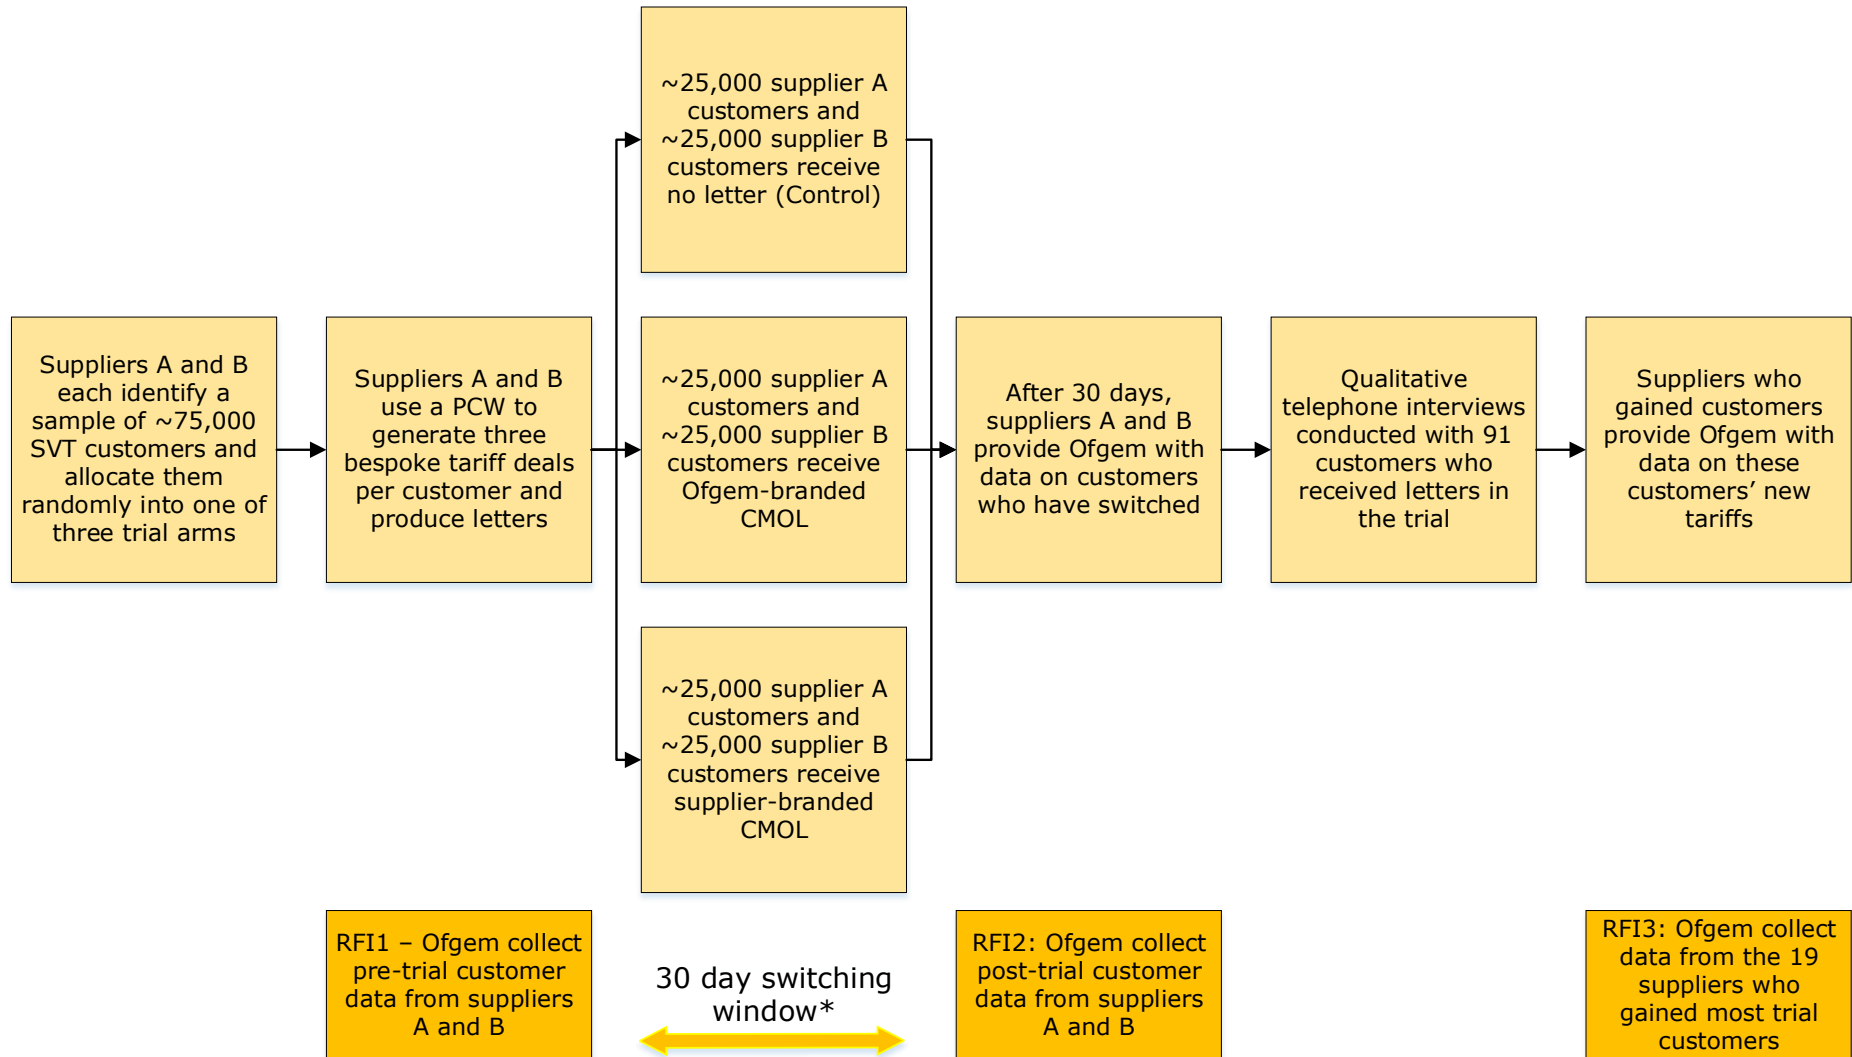 Suppliers A and B
each identify a
sample of ~75,000
SVT customers and
allocate them
randomly into one of
three trial arms
Suppliers A and B
use a PCW to
generate three
bespoke tariff deals
per customer and
produce letters
~25,000 supplier A
customers and
~25,000 supplier B
customers receive
no letter (Control)
~25,000 supplier A
customers and
~25,000 supplier B
customers receive
Ofgem-branded
CMOL
~25,000 supplier A
customers and
~25,000 supplier B
customers receive
supplier-branded
CMOL
After 30 days,
suppliers A and B
provide Ofgem with
data on customers
who have switched
Qualitative
telephone interviews
conducted with 91
customers who
received letters in
the trial
Suppliers who
gained customers
provide Ofgem with
data on these
customers’ new
tariffs
RFI1 – Ofgem collect
pre-trial customer
data from suppliers
A and B
30 day switching
window*
RFI2: Ofgem collect
post-trial customer
data from suppliers
A and B
RFI3: Ofgem collect
data from the 19
suppliers who
gained most trial
customers